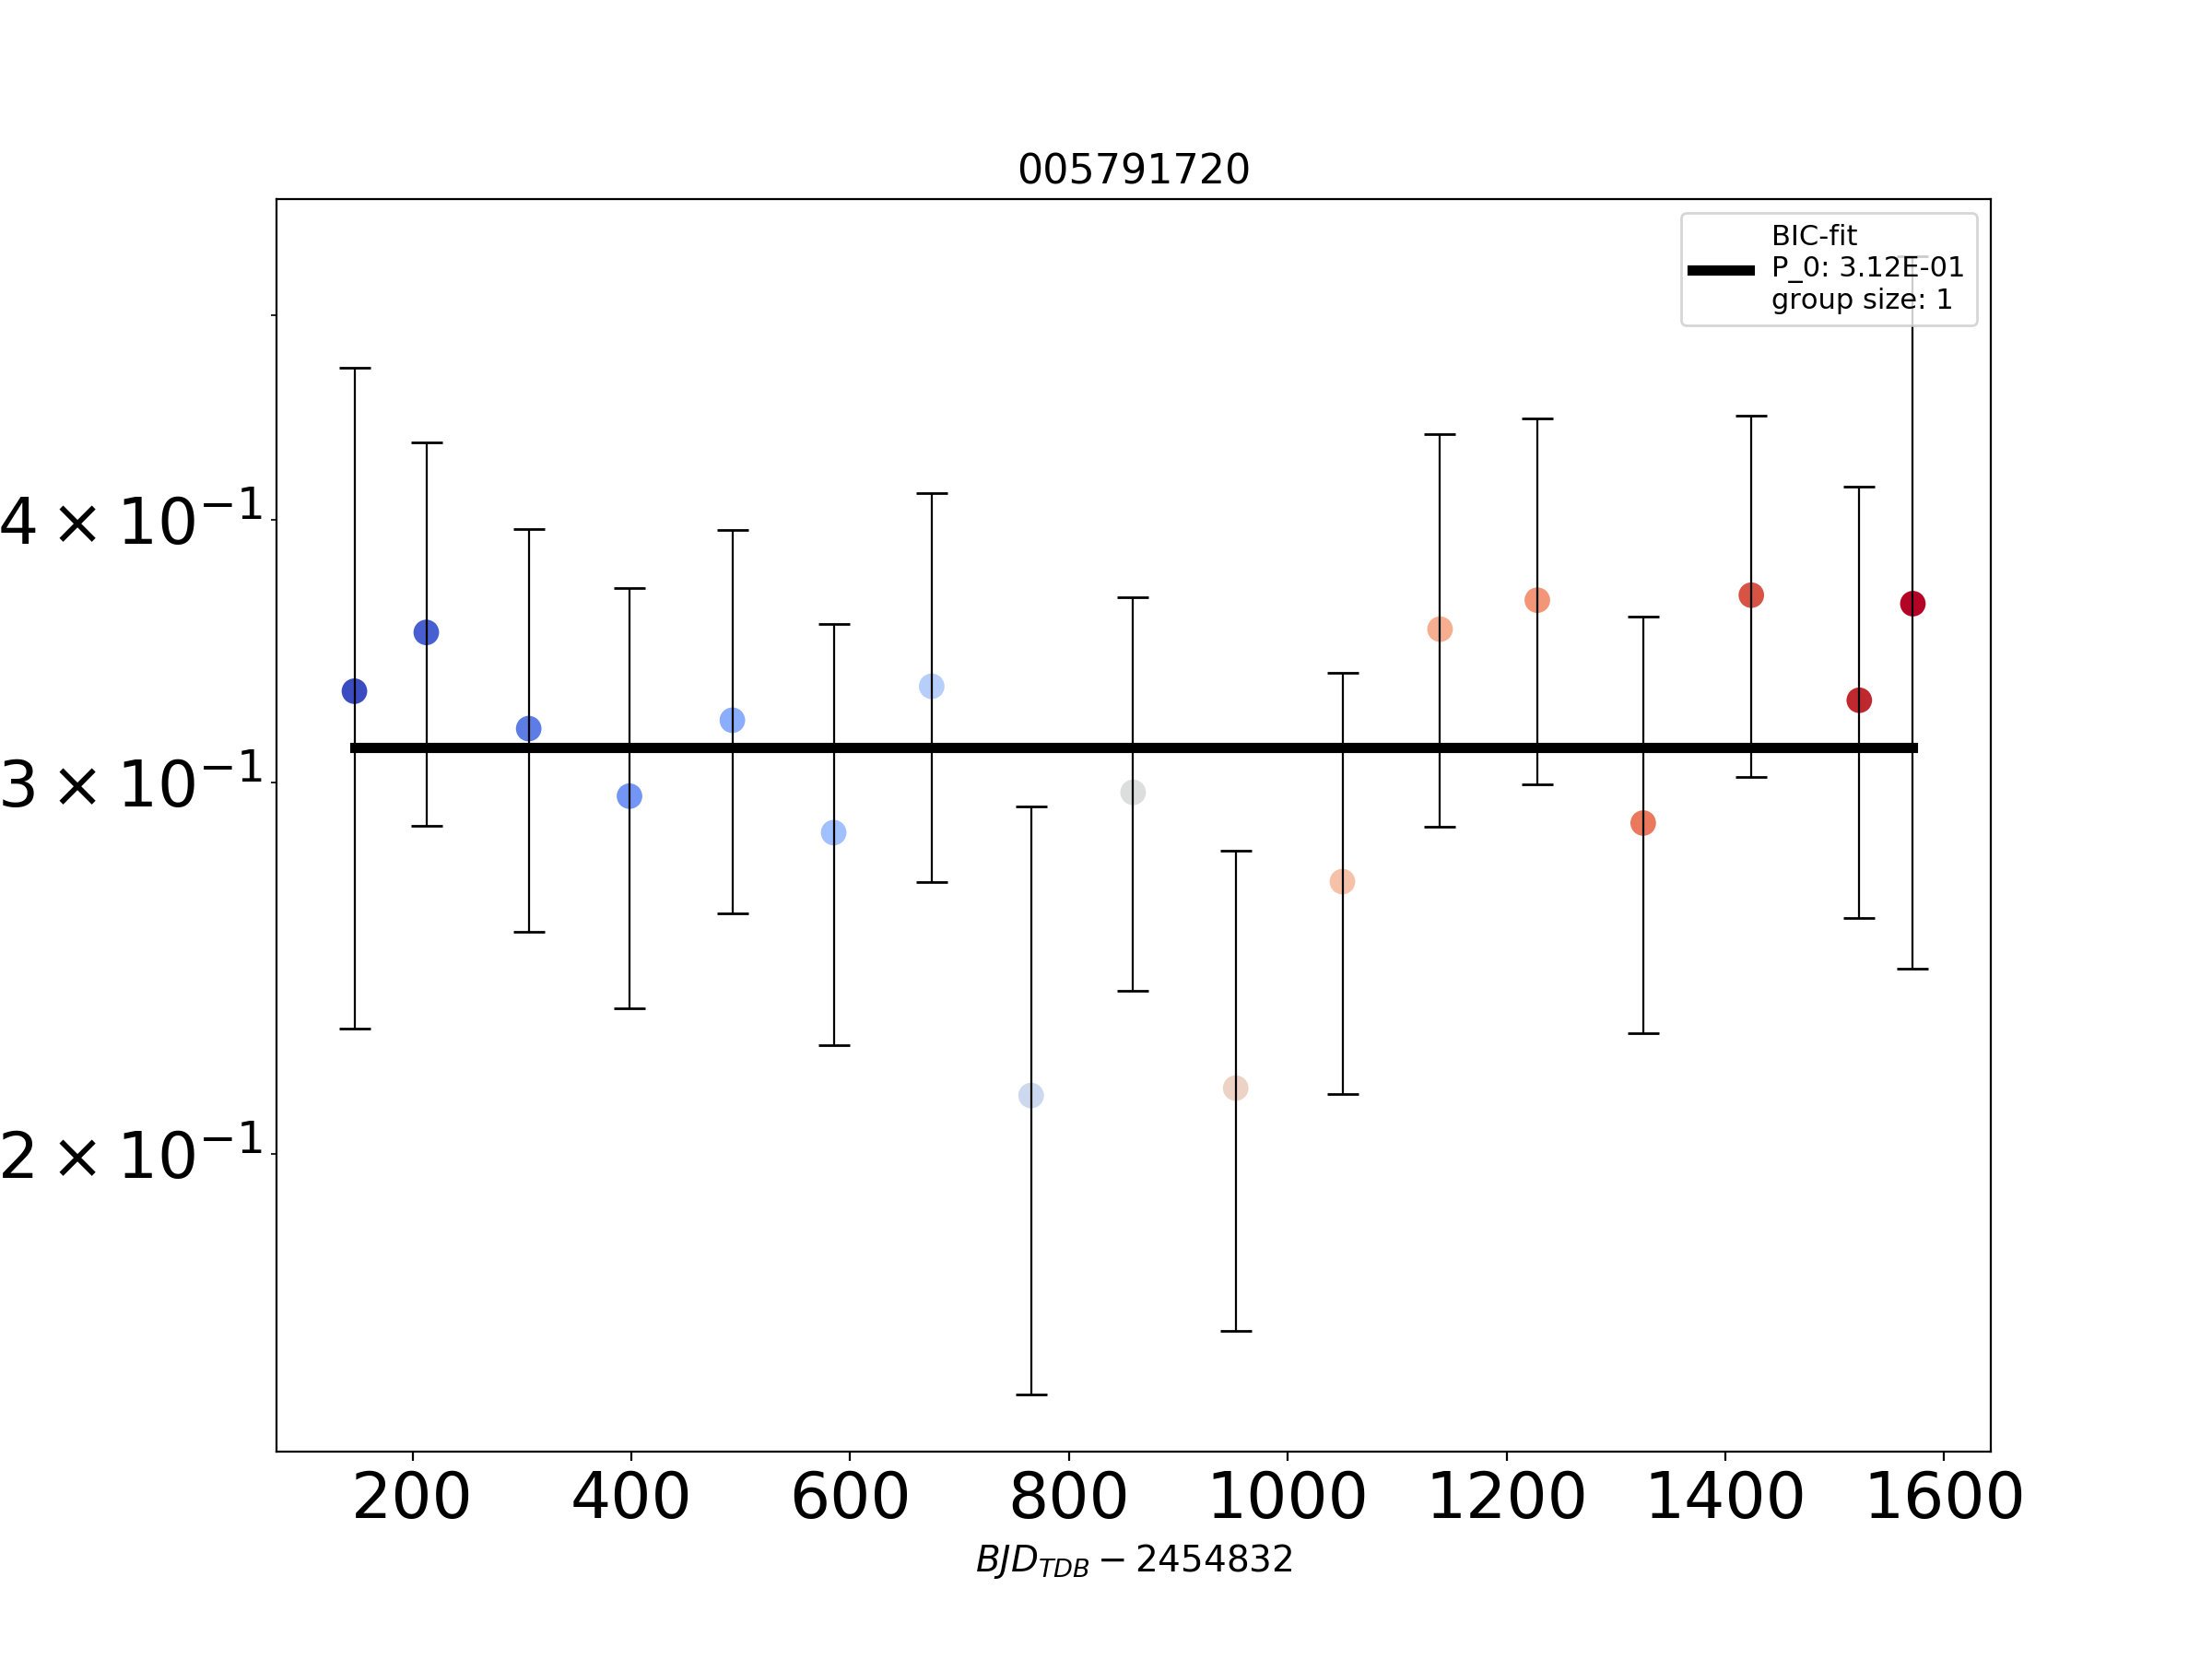 005791720
BIC-fit
P_0: 3.12E-01
group size: 1
4 × 10⁻¹
3 × 10⁻¹
2 × 10⁻¹
200 400 600 800 1000 1200 1400 1600
BJD_TDB − 2454832